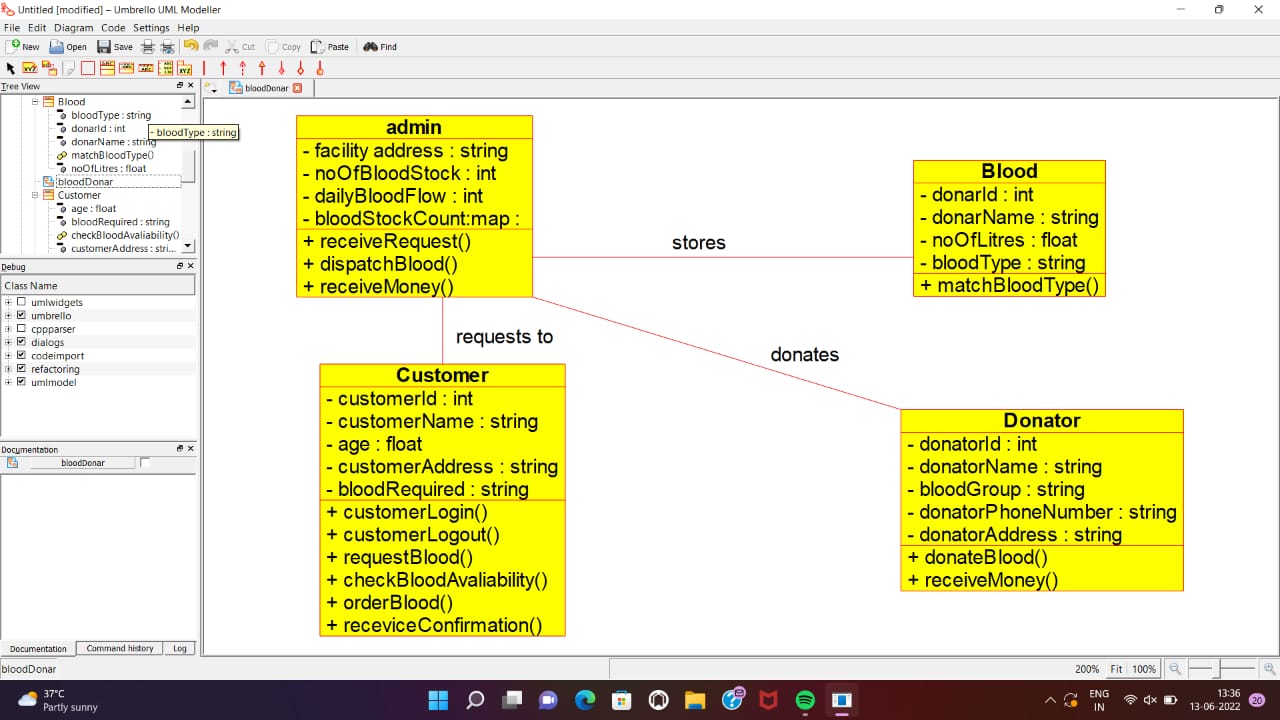 Untitled [modified] – Umbrello UML Modeller
File Edit Diagram Code Settings Help
New Open Save Cut Copy Paste Find
Tree View
bloodDonar
Blood
bloodType : string
donarId : int
donarName : string
- bloodType : string
matchBloodType()
noOfLitres : float
bloodDonar
Customer
age : float
bloodRequired : string
checkBloodAvaliability()
customerAddress : stri...
Debug
Class Name
umlwidgets
umbrello
cppparser
dialogs
codeimport
refactoring
umlmodel
Documentation
bloodDonar
Documentation Command history Log
admin
- facility address : string
- noOfBloodStock : int
- dailyBloodFlow : int
- bloodStockCount:map :
+ receiveRequest()
+ dispatchBlood()
+ receiveMoney()
stores
Blood
- donarId : int
- donarName : string
- noOfLitres : float
- bloodType : string
+ matchBloodType()
requests to
donates
Customer
- customerId : int
- customerName : string
- age : float
- customerAddress : string
- bloodRequired : string
+ customerLogin()
+ customerLogout()
+ requestBlood()
+ checkBloodAvaliability()
+ orderBlood()
+ receviceConfirmation()
Donator
- donatorId : int
- donatorName : string
- bloodGroup : string
- donatorPhoneNumber : string
- donatorAddress : string
+ donateBlood()
+ receiveMoney()
bloodDonar
200% Fit 100%
37°C
Partly sunny
ENG
IN
13:36
13-06-2022
20